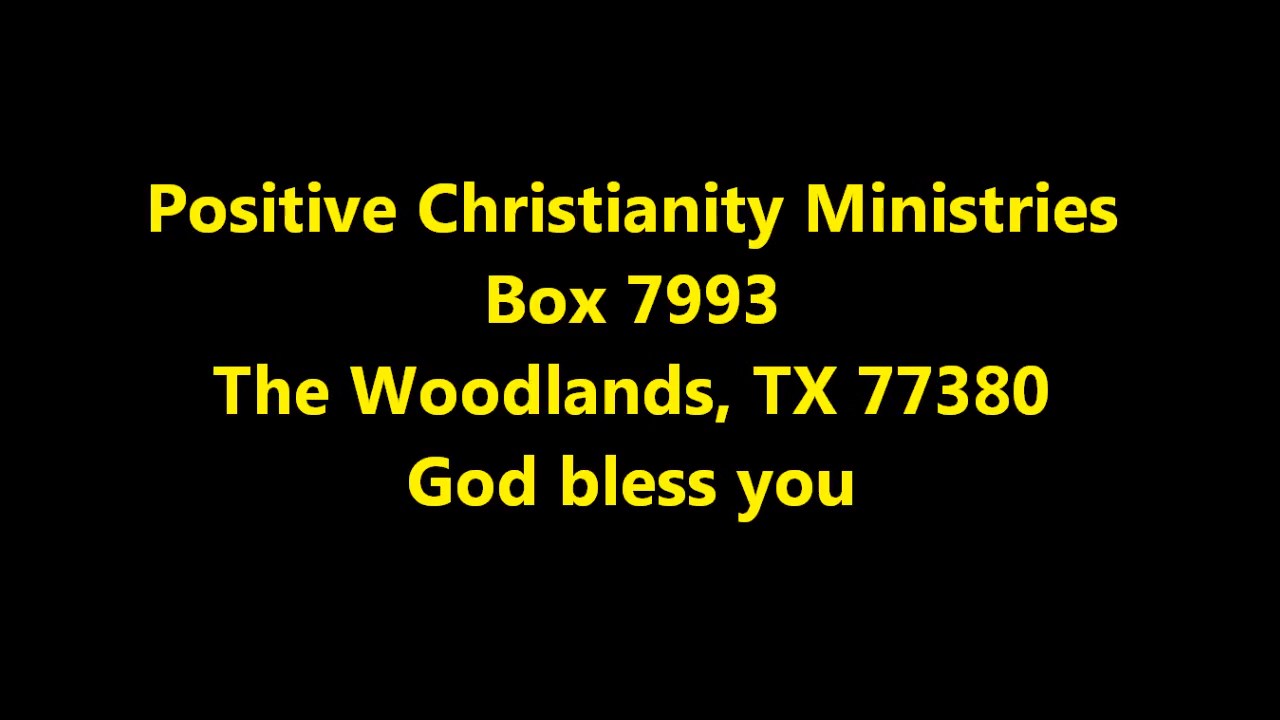 Positive Christianity Ministries
Box 7993
The Woodlands, TX 77380
God bless you